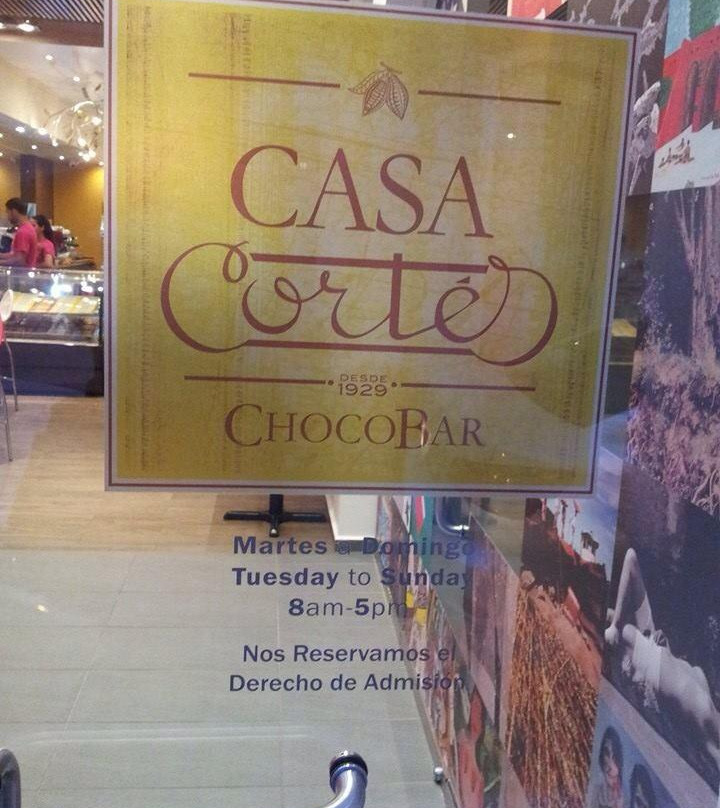 CASA
Cortés
DESDE
1929
CHOCOBAR
Martes a Domingo
Tuesday to Sunday
8am-5pm
Nos Reservamos el
Derecho de Admisión